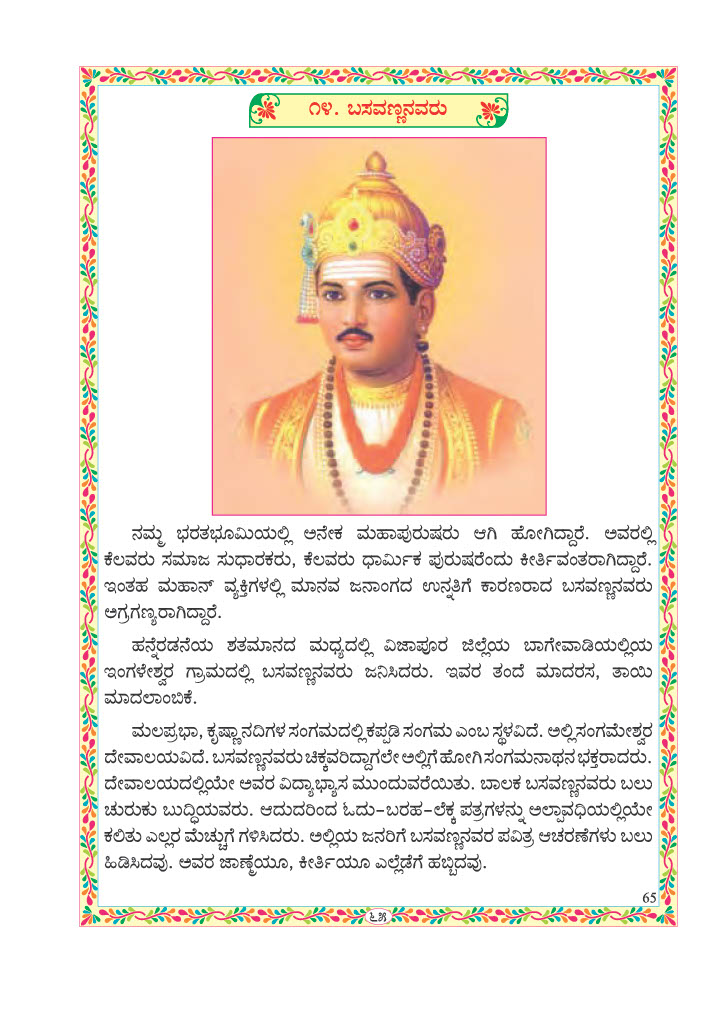 ೧೪. ಬಸವಣ್ಣನವರು
ನಮ್ಮ ಭರತಭೂಮಿಯಲ್ಲಿ ಅನೇಕ ಮಹಾಪುರುಷರು ಆಗಿ ಹೋಗಿದ್ದಾರೆ. ಅವರಲ್ಲಿ
ಕೆಲವರು ಸಮಾಜ ಸುಧಾರಕರು, ಕೆಲವರು ಧಾರ್ಮಿಕ ಪುರುಷರೆಂದು ಕೀರ್ತಿವಂತರಾಗಿದ್ದಾರೆ.
ಇಂತಹ ಮಹಾನ್ ವ್ಯಕ್ತಿಗಳಲ್ಲಿ ಮಾನವ ಜನಾಂಗದ ಉನ್ನತಿಗೆ ಕಾರಣರಾದ ಬಸವಣ್ಣನವರು
ಅಗ್ರಗಣ್ಯರಾಗಿದ್ದಾರೆ.
ಹನ್ನೆರಡನೆಯ ಶತಮಾನದ ಮಧ್ಯದಲ್ಲಿ ವಿಜಾಪೂರ ಜಿಲ್ಲೆಯ ಬಾಗೇವಾಡಿಯಲ್ಲಿಯ
ಇಂಗಳೇಶ್ವರ ಗ್ರಾಮದಲ್ಲಿ ಬಸವಣ್ಣನವರು ಜನಿಸಿದರು. ಇವರ ತಂದೆ ಮಾದರಸ, ತಾಯಿ
ಮಾದಲಾಂಬಿಕೆ.
ಮಲಪ್ರಭಾ, ಕೃಷ್ಣಾ ನದಿಗಳ ಸಂಗಮದಲ್ಲಿ ಕಪ್ಪಡಿ ಸಂಗಮ ಎಂಬ ಸ್ಥಳವಿದೆ. ಅಲ್ಲಿ ಸಂಗಮೇಶ್ವರ
ದೇವಾಲಯವಿದೆ. ಬಸವಣ್ಣನವರು ಚಿಕ್ಕವರಿದ್ದಾಗಲೇ ಅಲ್ಲಿಗೆ ಹೋಗಿ ಸಂಗಮನಾಥನ ಭಕ್ತರಾದರು.
ದೇವಾಲಯದಲ್ಲಿಯೇ ಅವರ ವಿದ್ಯಾಭ್ಯಾಸ ಮುಂದುವರೆಯಿತು. ಬಾಲಕ ಬಸವಣ್ಣನವರು ಬಲು
ಚುರುಕು ಬುದ್ಧಿಯವರು. ಆದುದರಿಂದ ಓದು-ಬರಹ-ಲೆಕ್ಕ ಪತ್ರಗಳನ್ನು ಅಲ್ಪಾವಧಿಯಲ್ಲಿಯೇ
ಕಲಿತು ಎಲ್ಲರ ಮೆಚ್ಚುಗೆ ಗಳಿಸಿದರು. ಅಲ್ಲಿಯ ಜನರಿಗೆ ಬಸವಣ್ಣನವರ ಪವಿತ್ರ ಆಚರಣೆಗಳು ಬಲು
ಹಿಡಿಸಿದವು. ಅವರ ಜಾಣ್ಮೆಯೂ, ಕೀರ್ತಿಯೂ ಎಲ್ಲೆಡೆಗೆ ಹಬ್ಬಿದವು.
65
೬೫